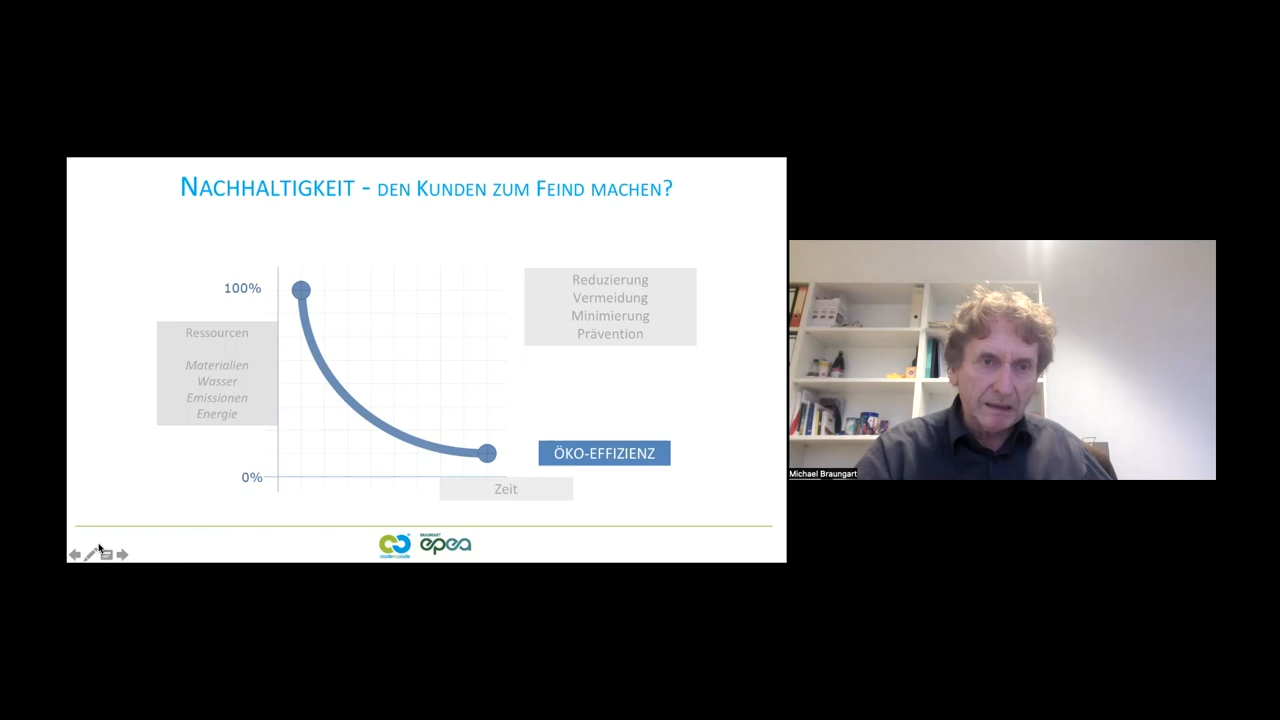 NACHHALTIGKEIT - DEN KUNDEN ZUM FEIND MACHEN?
100%
Ressourcen
Materialien
Wasser
Emissionen
Energie
0%
Reduzierung
Vermeidung
Minimierung
Prävention
ÖKO-EFFIZIENZ
Zeit
BRAUNGART
epea
Michael Braungart